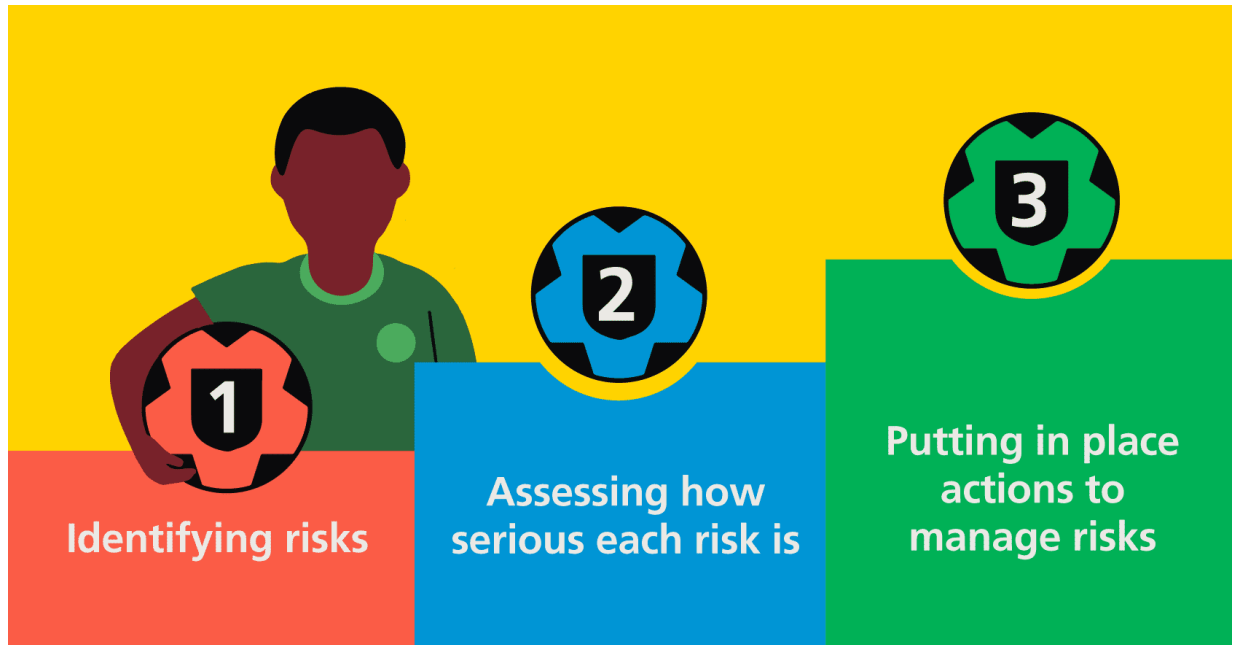 1
Identifying risks
2
Assessing how
serious each risk is
3
Putting in place
actions to
manage risks